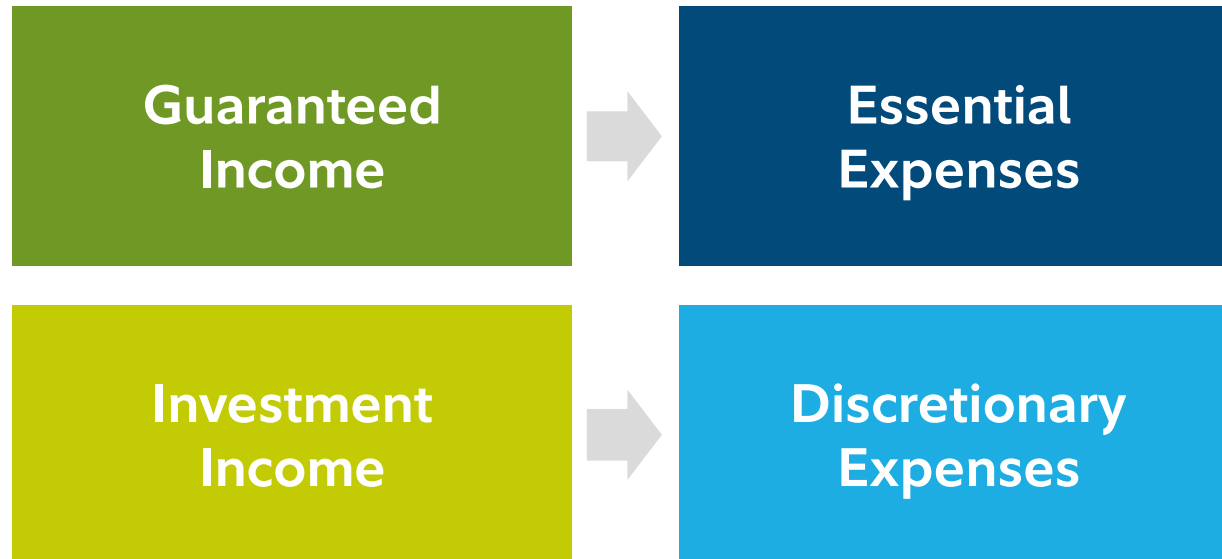 Guaranteed
Income
Essential
Expenses
Investment
Income
Discretionary
Expenses